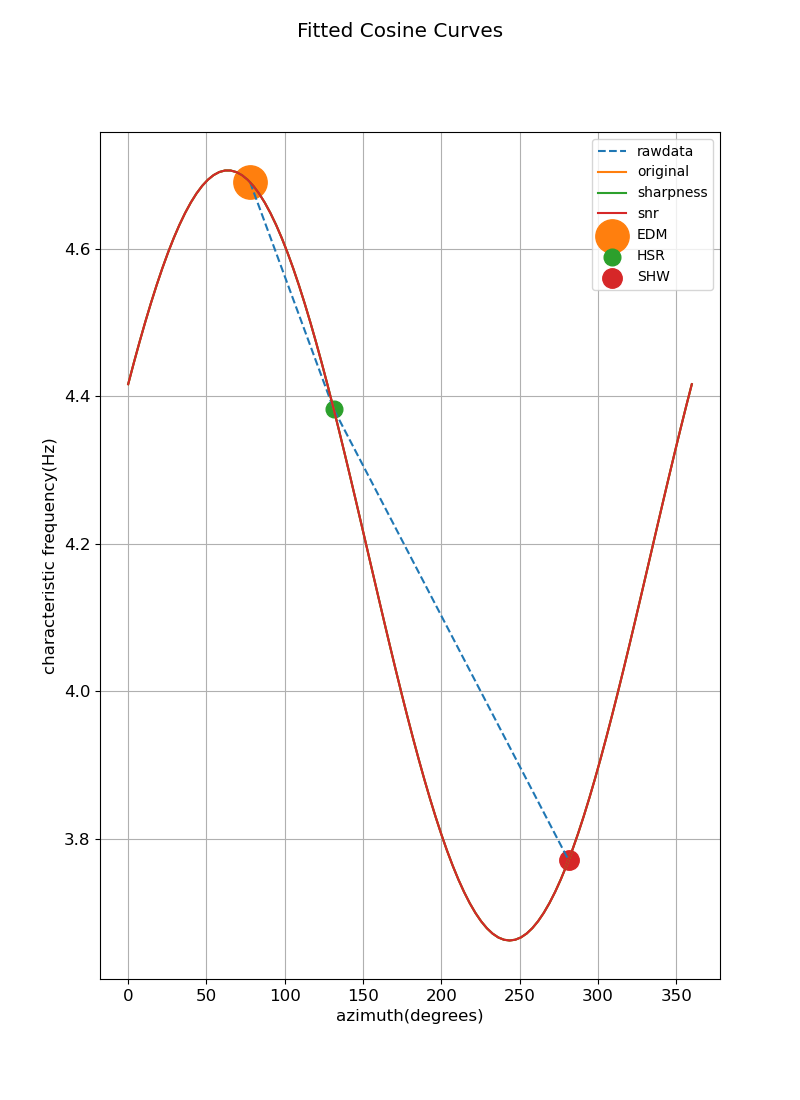 Fitted Cosine Curves
rawdata
original
sharpness
snr
EDM
HSR
SHW
4.6
4.4
4.2
4.0
3.8
characteristic frequency(Hz)
0 50 100 150 200 250 300 350
azimuth(degrees)